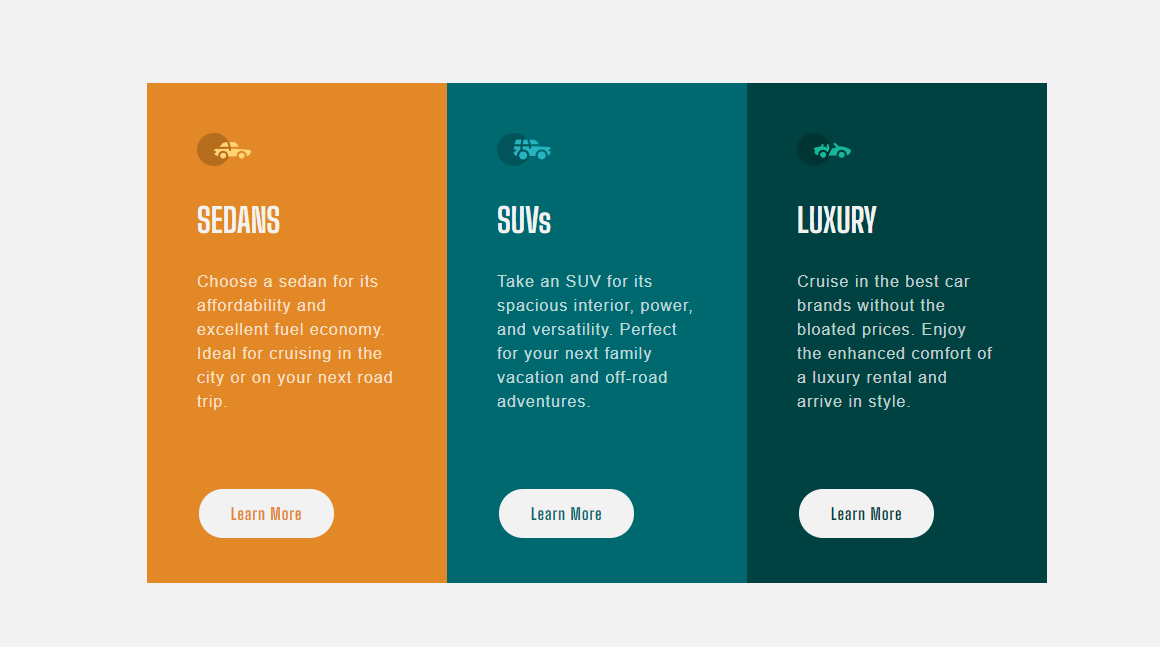 SEDANS
Choose a sedan for its
affordability and
excellent fuel economy.
Ideal for cruising in the
city or on your next road
trip.
Learn More
SUVs
Take an SUV for its
spacious interior, power,
and versatility. Perfect
for your next family
vacation and off-road
adventures.
Learn More
LUXURY
Cruise in the best car
brands without the
bloated prices. Enjoy
the enhanced comfort of
a luxury rental and
arrive in style.
Learn More